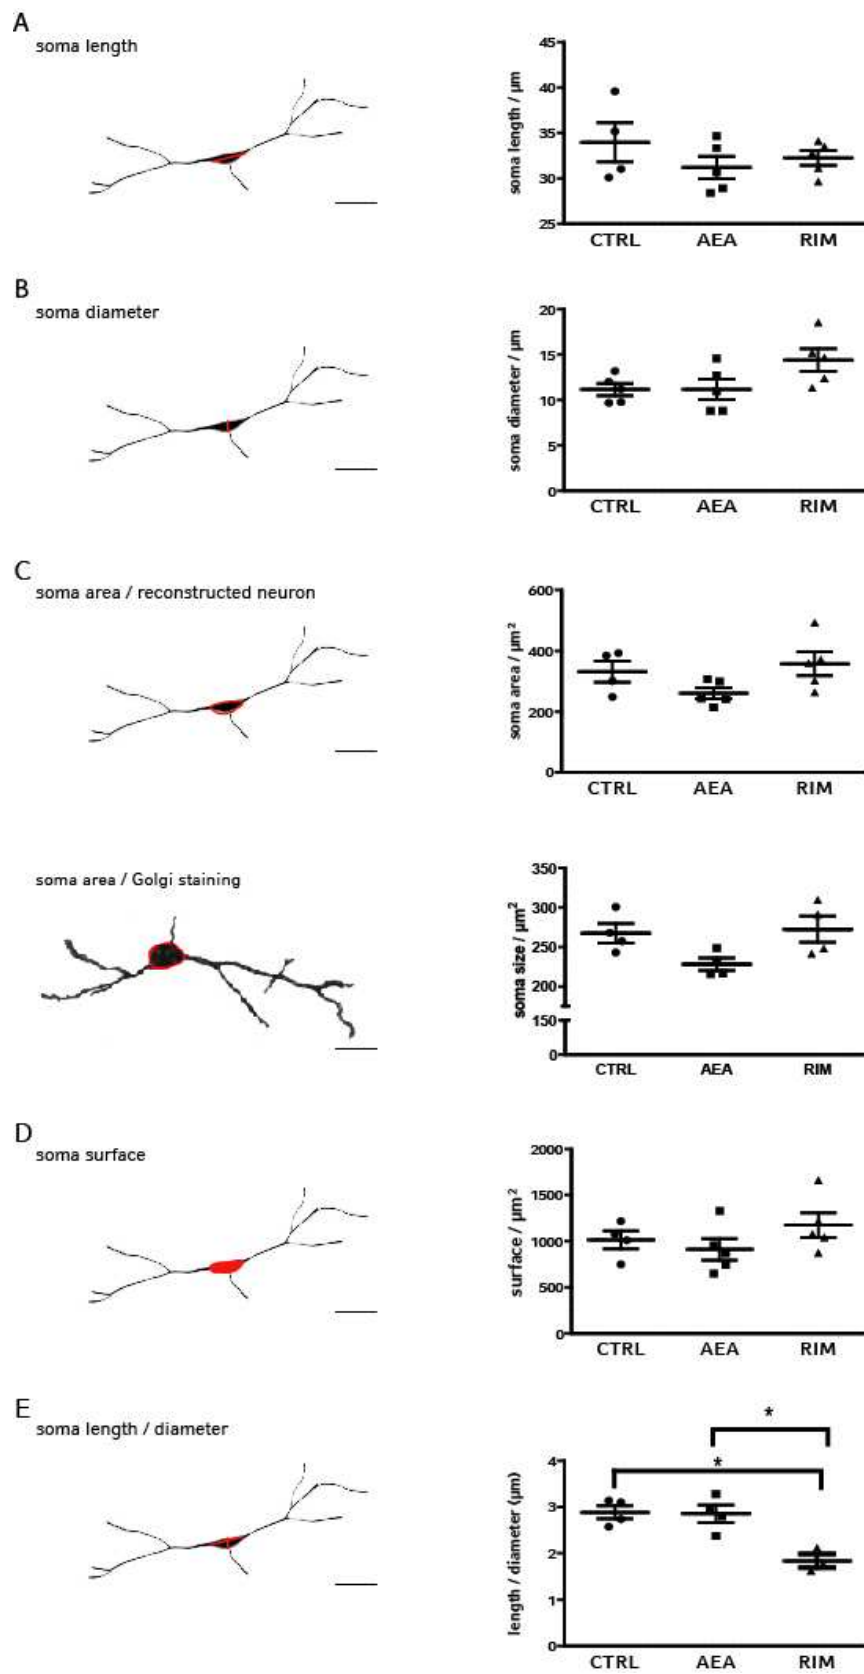 A
soma length
soma length / µm
45
40
35
30
25
CTRL AEA RIM
B
soma diameter
soma diameter / µm
20
15
10
5
0
CTRL AEA RIM
C
soma area / reconstructed neuron
soma area / µm²
600
400
200
0
CTRL AEA RIM
soma area / Golgi staining
soma size / µm²
350
300
250
200
150
0
CTRL AEA RIM
D
soma surface
surface / µm²
2000
1500
1000
500
0
CTRL AEA RIM
E
soma length / diameter
*
*
length / diameter (µm)
4
3
2
1
0
CTRL AEA RIM